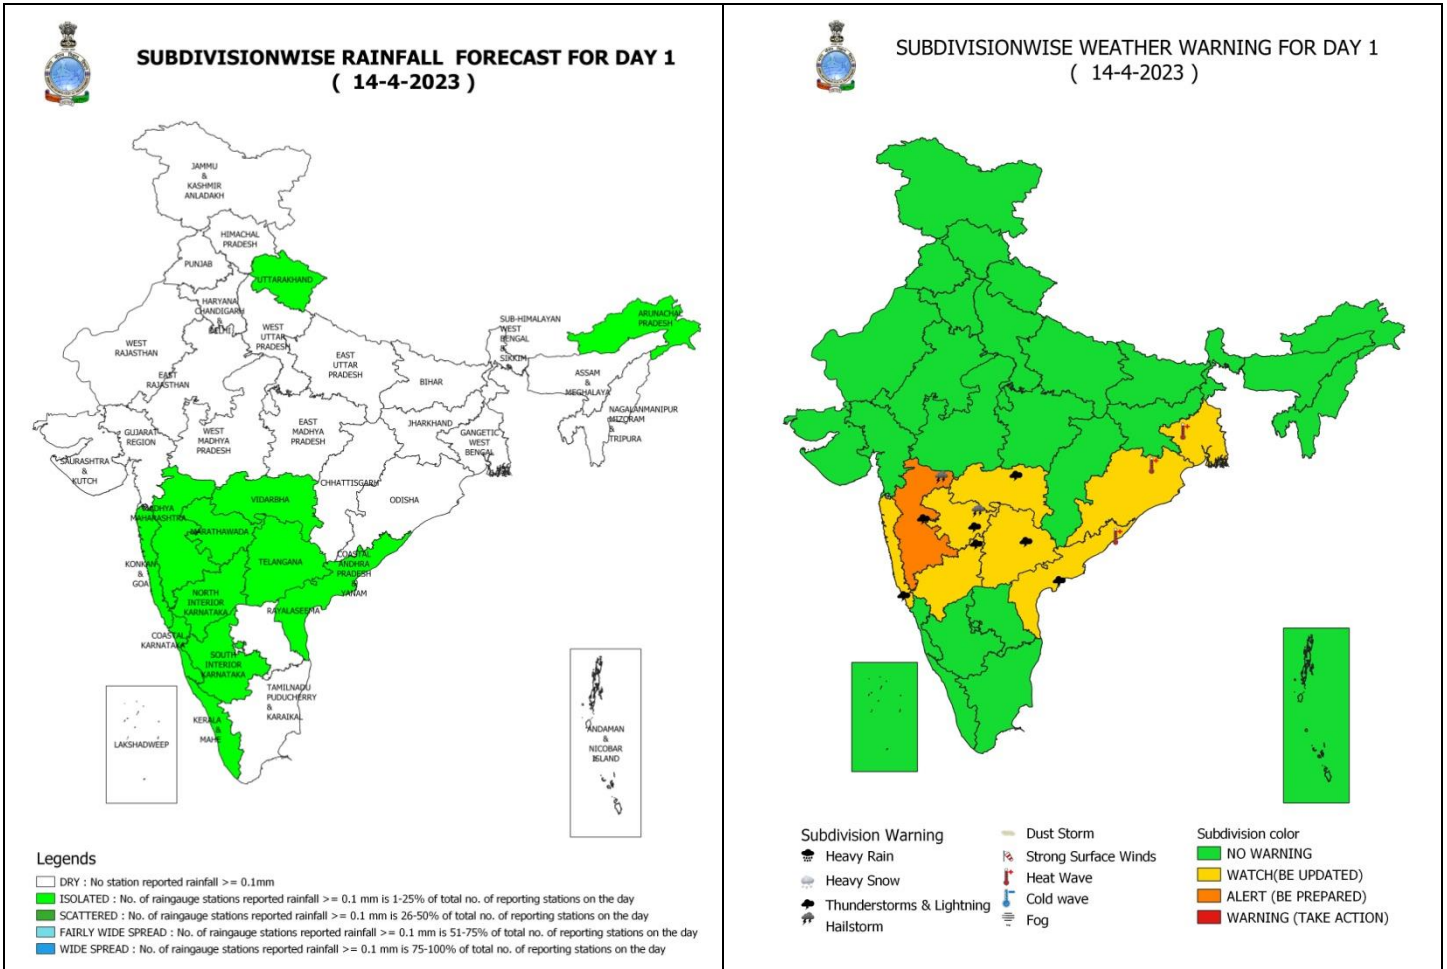 SUBDIVISIONWISE RAINFALL FORECAST FOR DAY 1
( 14-4-2023 )
JAMMU
&
KASHMIR
ANLADAKH
HIMACHAL
PRADESH
PUNJAB
UTTARAKHAND
HARYANA
CHANDIGARH
&
DELHI
ARUNACHAL
PRADESH
SUB-HIMALAYAN
WEST
BENGAL
&
SIKKIM
WEST
RAJASTHAN
WEST
UTTAR
PRADESH
EAST
UTTAR
PRADESH
EAST
RAJASTHAN
BIHAR
ASSAM
&
MEGHALAYA
NAGALANMANIPUR
MIZORAM
&
TRIPURA
GUJARAT
REGION
WEST
MADHYA
PRADESH
EAST
MADHYA
PRADESH
JHARKHAND
GANGETIC
WEST
BENGAL
SAURASHTRA
&
KUTCH
CHHATTISGARH
ODISHA
VIDARBHA
MADHYA
MAHARASHTRA
MARATHAWADA
KONKAN
&
GOA
TELANGANA
COASTAL
ANDHRA
PRADESH
&
YANAM
NORTH
INTERIOR
KARNATAKA
RAYALASEEMA
COASTAL
KARNATAKA
SOUTH
INTERIOR
KARNATAKA
TAMILNADU
PUDUCHERRY
&
KARAIKAL
KERALA
&
MAHE
LAKSHADWEEP
ANDAMAN
&
NICOBAR
ISLAND
Legends
DRY : No station reported rainfall >= 0.1mm
ISOLATED : No. of raingauge stations reported rainfall >= 0.1 mm is 1-25% of total no. of reporting stations on the day
SCATTERED : No. of raingauge stations reported rainfall >= 0.1 mm is 26-50% of total no. of reporting stations on the day
FAIRLY WIDE SPREAD : No. of raingauge stations reported rainfall >= 0.1 mm is 51-75% of total no. of reporting stations on the day
WIDE SPREAD : No. of raingauge stations reported rainfall >= 0.1 mm is 75-100% of total no. of reporting stations on the day
SUBDIVISIONWISE WEATHER WARNING FOR DAY 1
( 14-4-2023 )
Subdivision Warning
Heavy Rain
Heavy Snow
Thunderstorms & Lightning
Hailstorm
Dust Storm
Strong Surface Winds
Heat Wave
Cold wave
Fog
Subdivision color
NO WARNING
WATCH(BE UPDATED)
ALERT (BE PREPARED)
WARNING (TAKE ACTION)